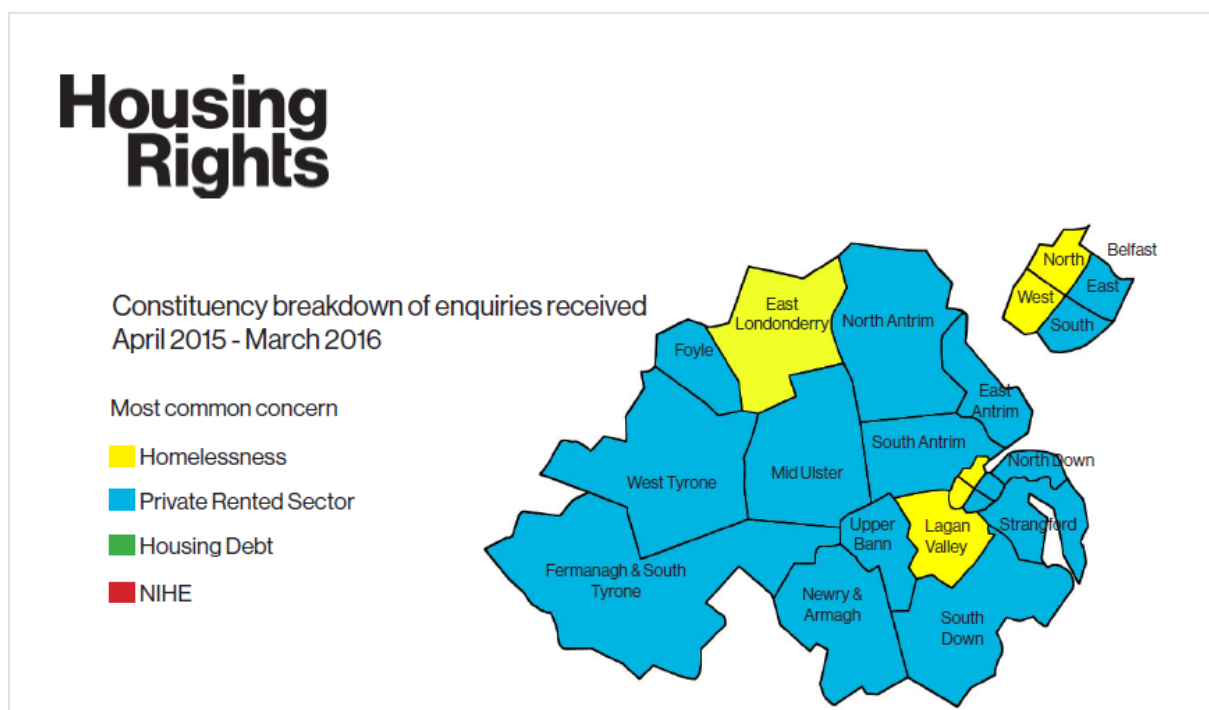 Housing
Rights
Constituency breakdown of enquiries received
April 2015 - March 2016
Most common concern
Homelessness
Private Rented Sector
Housing Debt
NIHE
Belfast
North
East
West
South
East
Londonderry
North Antrim
Foyle
East
Antrim
South Antrim
West Tyrone
Mid Ulster
North Down
Upper
Bann
Lagan
Valley
Strangford
Fermanagh & South
Tyrone
Newry &
Armagh
South
Down